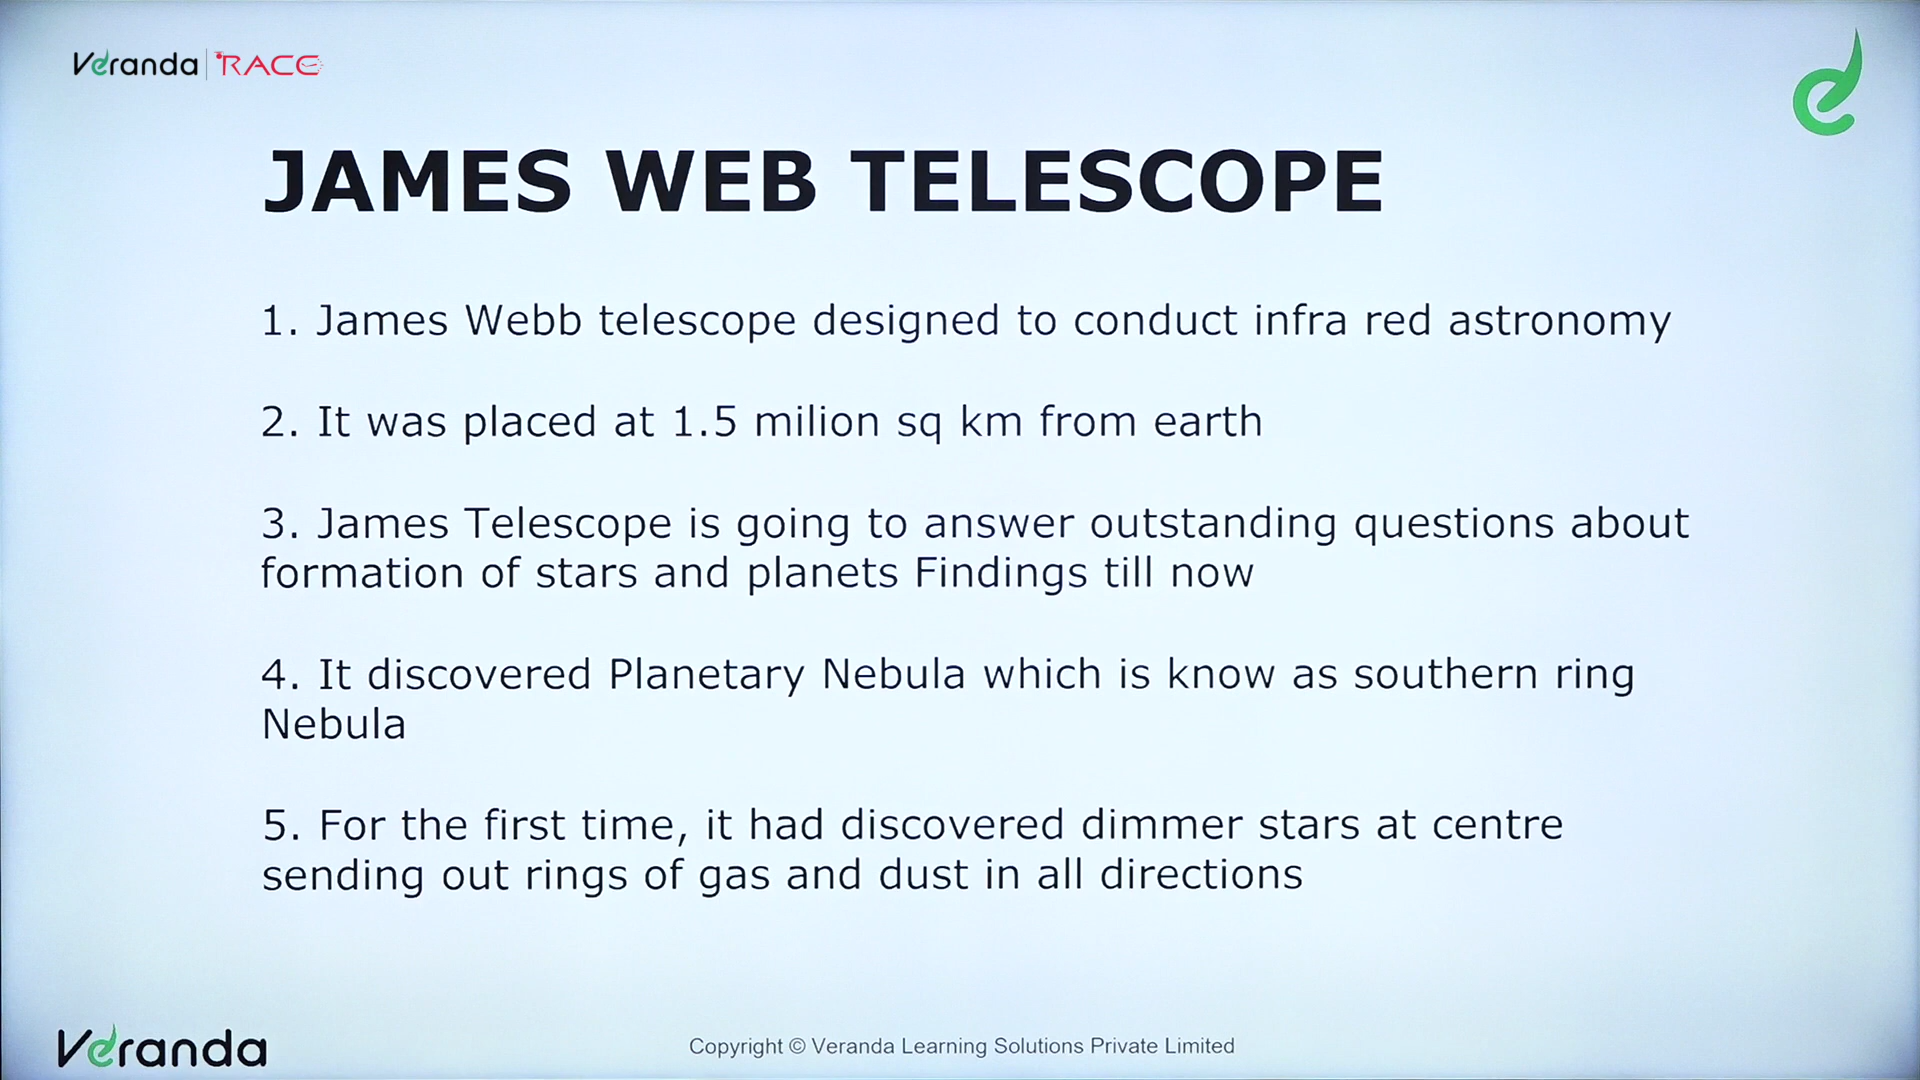 Veranda RACE
JAMES WEB TELESCOPE
1. James Webb telescope designed to conduct infra red astronomy
2. It was placed at 1.5 milion sq km from earth
3. James Telescope is going to answer outstanding questions about
formation of stars and planets Findings till now
4. It discovered Planetary Nebula which is know as southern ring
Nebula
5. For the first time, it had discovered dimmer stars at centre
sending out rings of gas and dust in all directions
Veranda
Copyright © Veranda Learning Solutions Private Limited